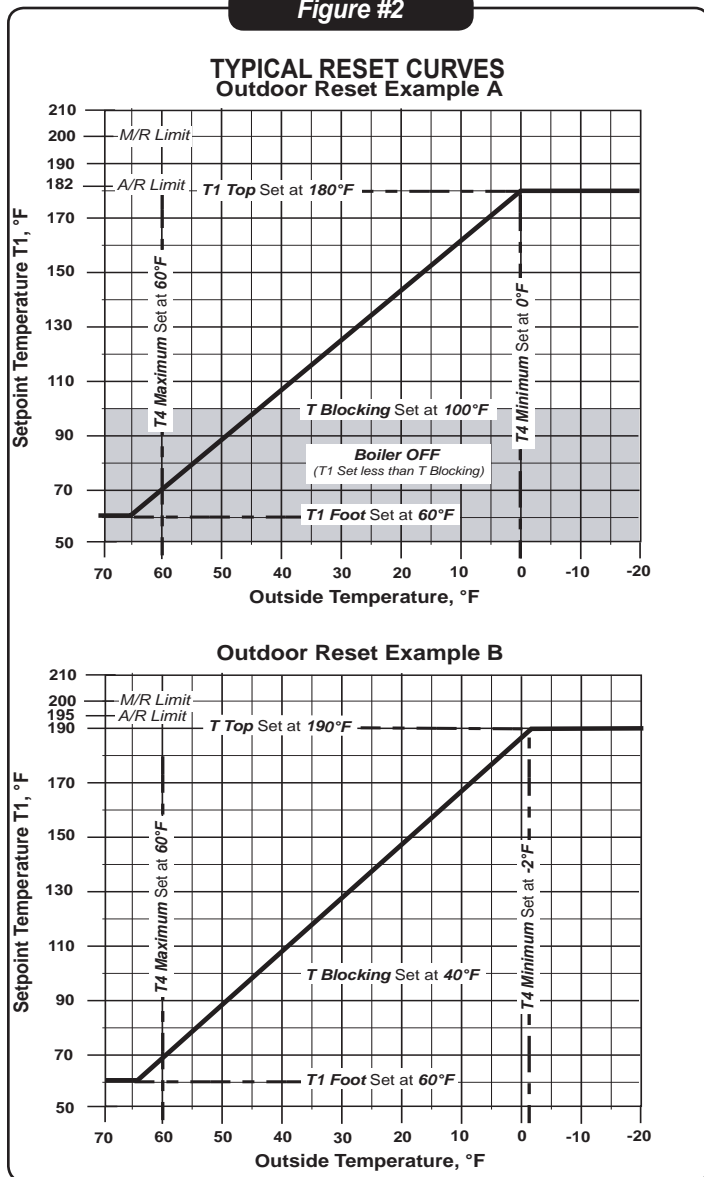 Figure #2
TYPICAL RESET CURVES
Outdoor Reset Example A
Setpoint Temperature T1, °F
210
200
190
182
170
150
130
110
90
70
50
M/R Limit
A/R Limit
T1 Top Set at 180°F
T4 Maximum Set at 60°F
T4 Minimum Set at 0°F
T Blocking Set at 100°F
Boiler OFF
(T1 Set less than T Blocking)
T1 Foot Set at 60°F
70 60 50 40 30 20 10 0 -10 -20
Outside Temperature, °F
Outdoor Reset Example B
Setpoint Temperature T1, °F
210
200
195
190
170
150
130
110
90
70
50
M/R Limit
A/R Limit
T Top Set at 190°F
T4 Maximum Set at 60°F
T4 Minimum Set at -2°F
T Blocking Set at 40°F
T1 Foot Set at 60°F
70 60 50 40 30 20 10 0 -10 -20
Outside Temperature, °F